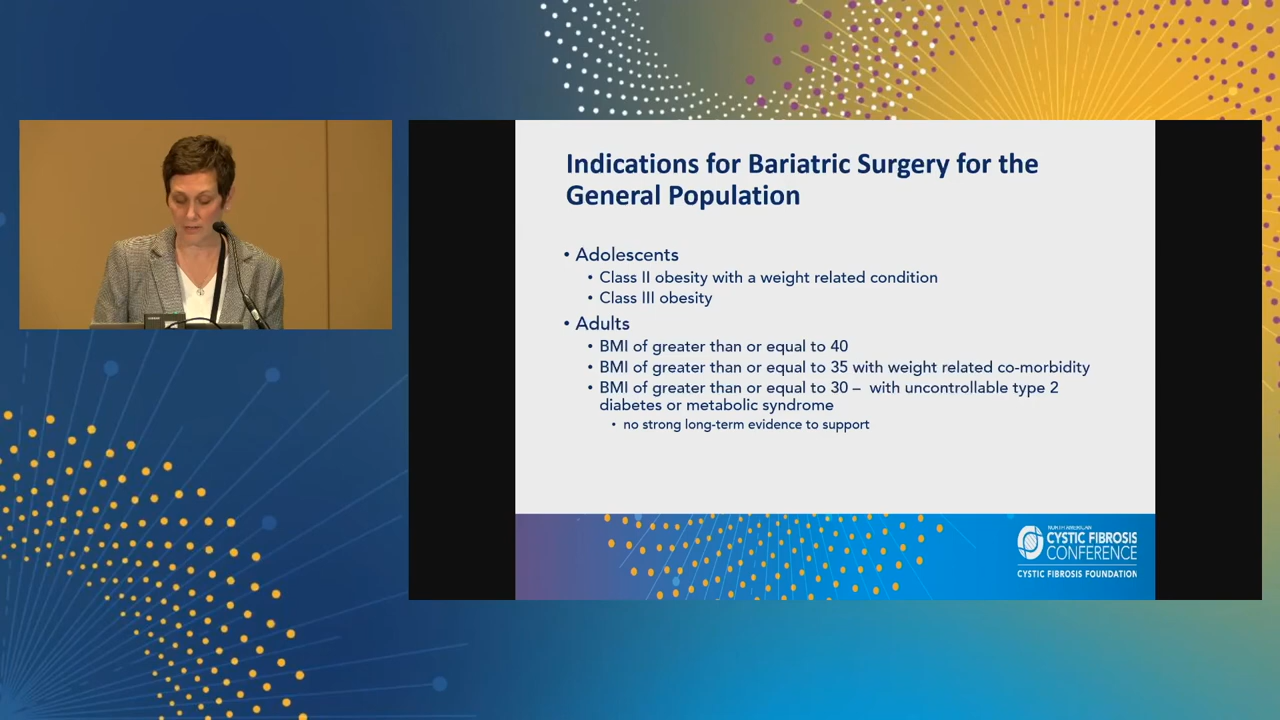 Indications for Bariatric Surgery for the
General Population
• Adolescents
• Class II obesity with a weight related condition
• Class III obesity
• Adults
• BMI of greater than or equal to 40
• BMI of greater than or equal to 35 with weight related co-morbidity
• BMI of greater than or equal to 30 – with uncontrollable type 2
diabetes or metabolic syndrome
• no strong long-term evidence to support
NORTH AMERICAN
CYSTIC FIBROSIS
CONFERENCE
CYSTIC FIBROSIS FOUNDATION